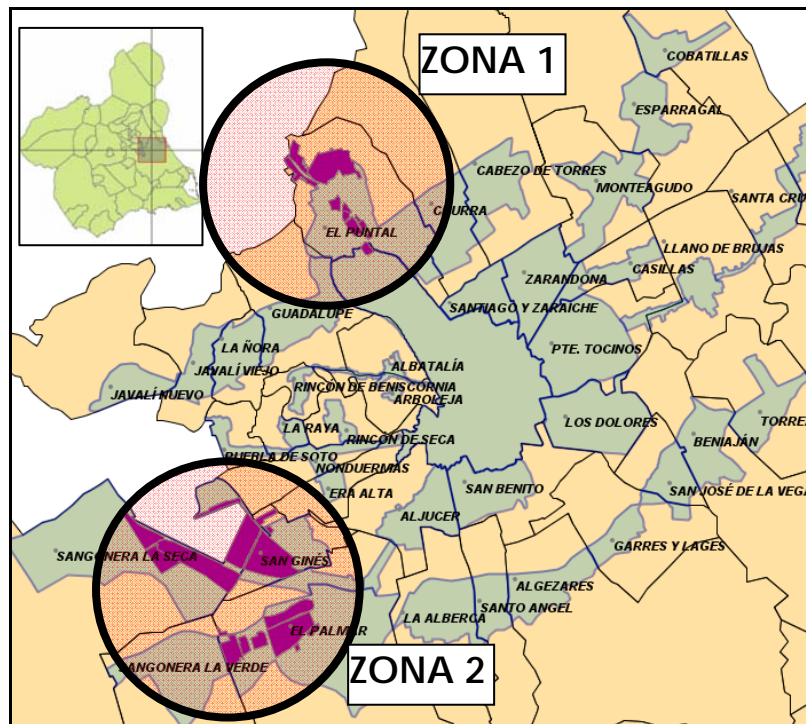 ZONA 1
COBATILLAS
ESPARRAGAL
CABEZO DE TORRES
MONTEAGUDO
SANTA CRU
CHURRA
EL PUNTAL
LLANO DE BRUJAS
CASILLAS
ZARANDONA
SANTIAGO Y ZARAICHE
GUADALUPE
LA ÑORA
PTE. TOCINOS
JAVALÍ VIEJO
ALBATALÍA
JAVALÍ NUEVO
RINCÓN DE BENISCORNIA
ARBOLEJA
LOS DOLORES
TORRE
LA RAYA
RINCÓN DE SECA
BENIAJÁN
PUEBLA DE SOTO
NONDUERMAS
ERA ALTA
SAN BENITO
SAN JOSÉ DE LA VEGA
ALJUCER
GARRES Y LAGES
SANGONERA LA SECA
SAN GINÉS
ALGEZARES
SANTO ANGEL
LA ALBERCA
EL PALMAR
SANGONERA LA VERDE
ZONA 2